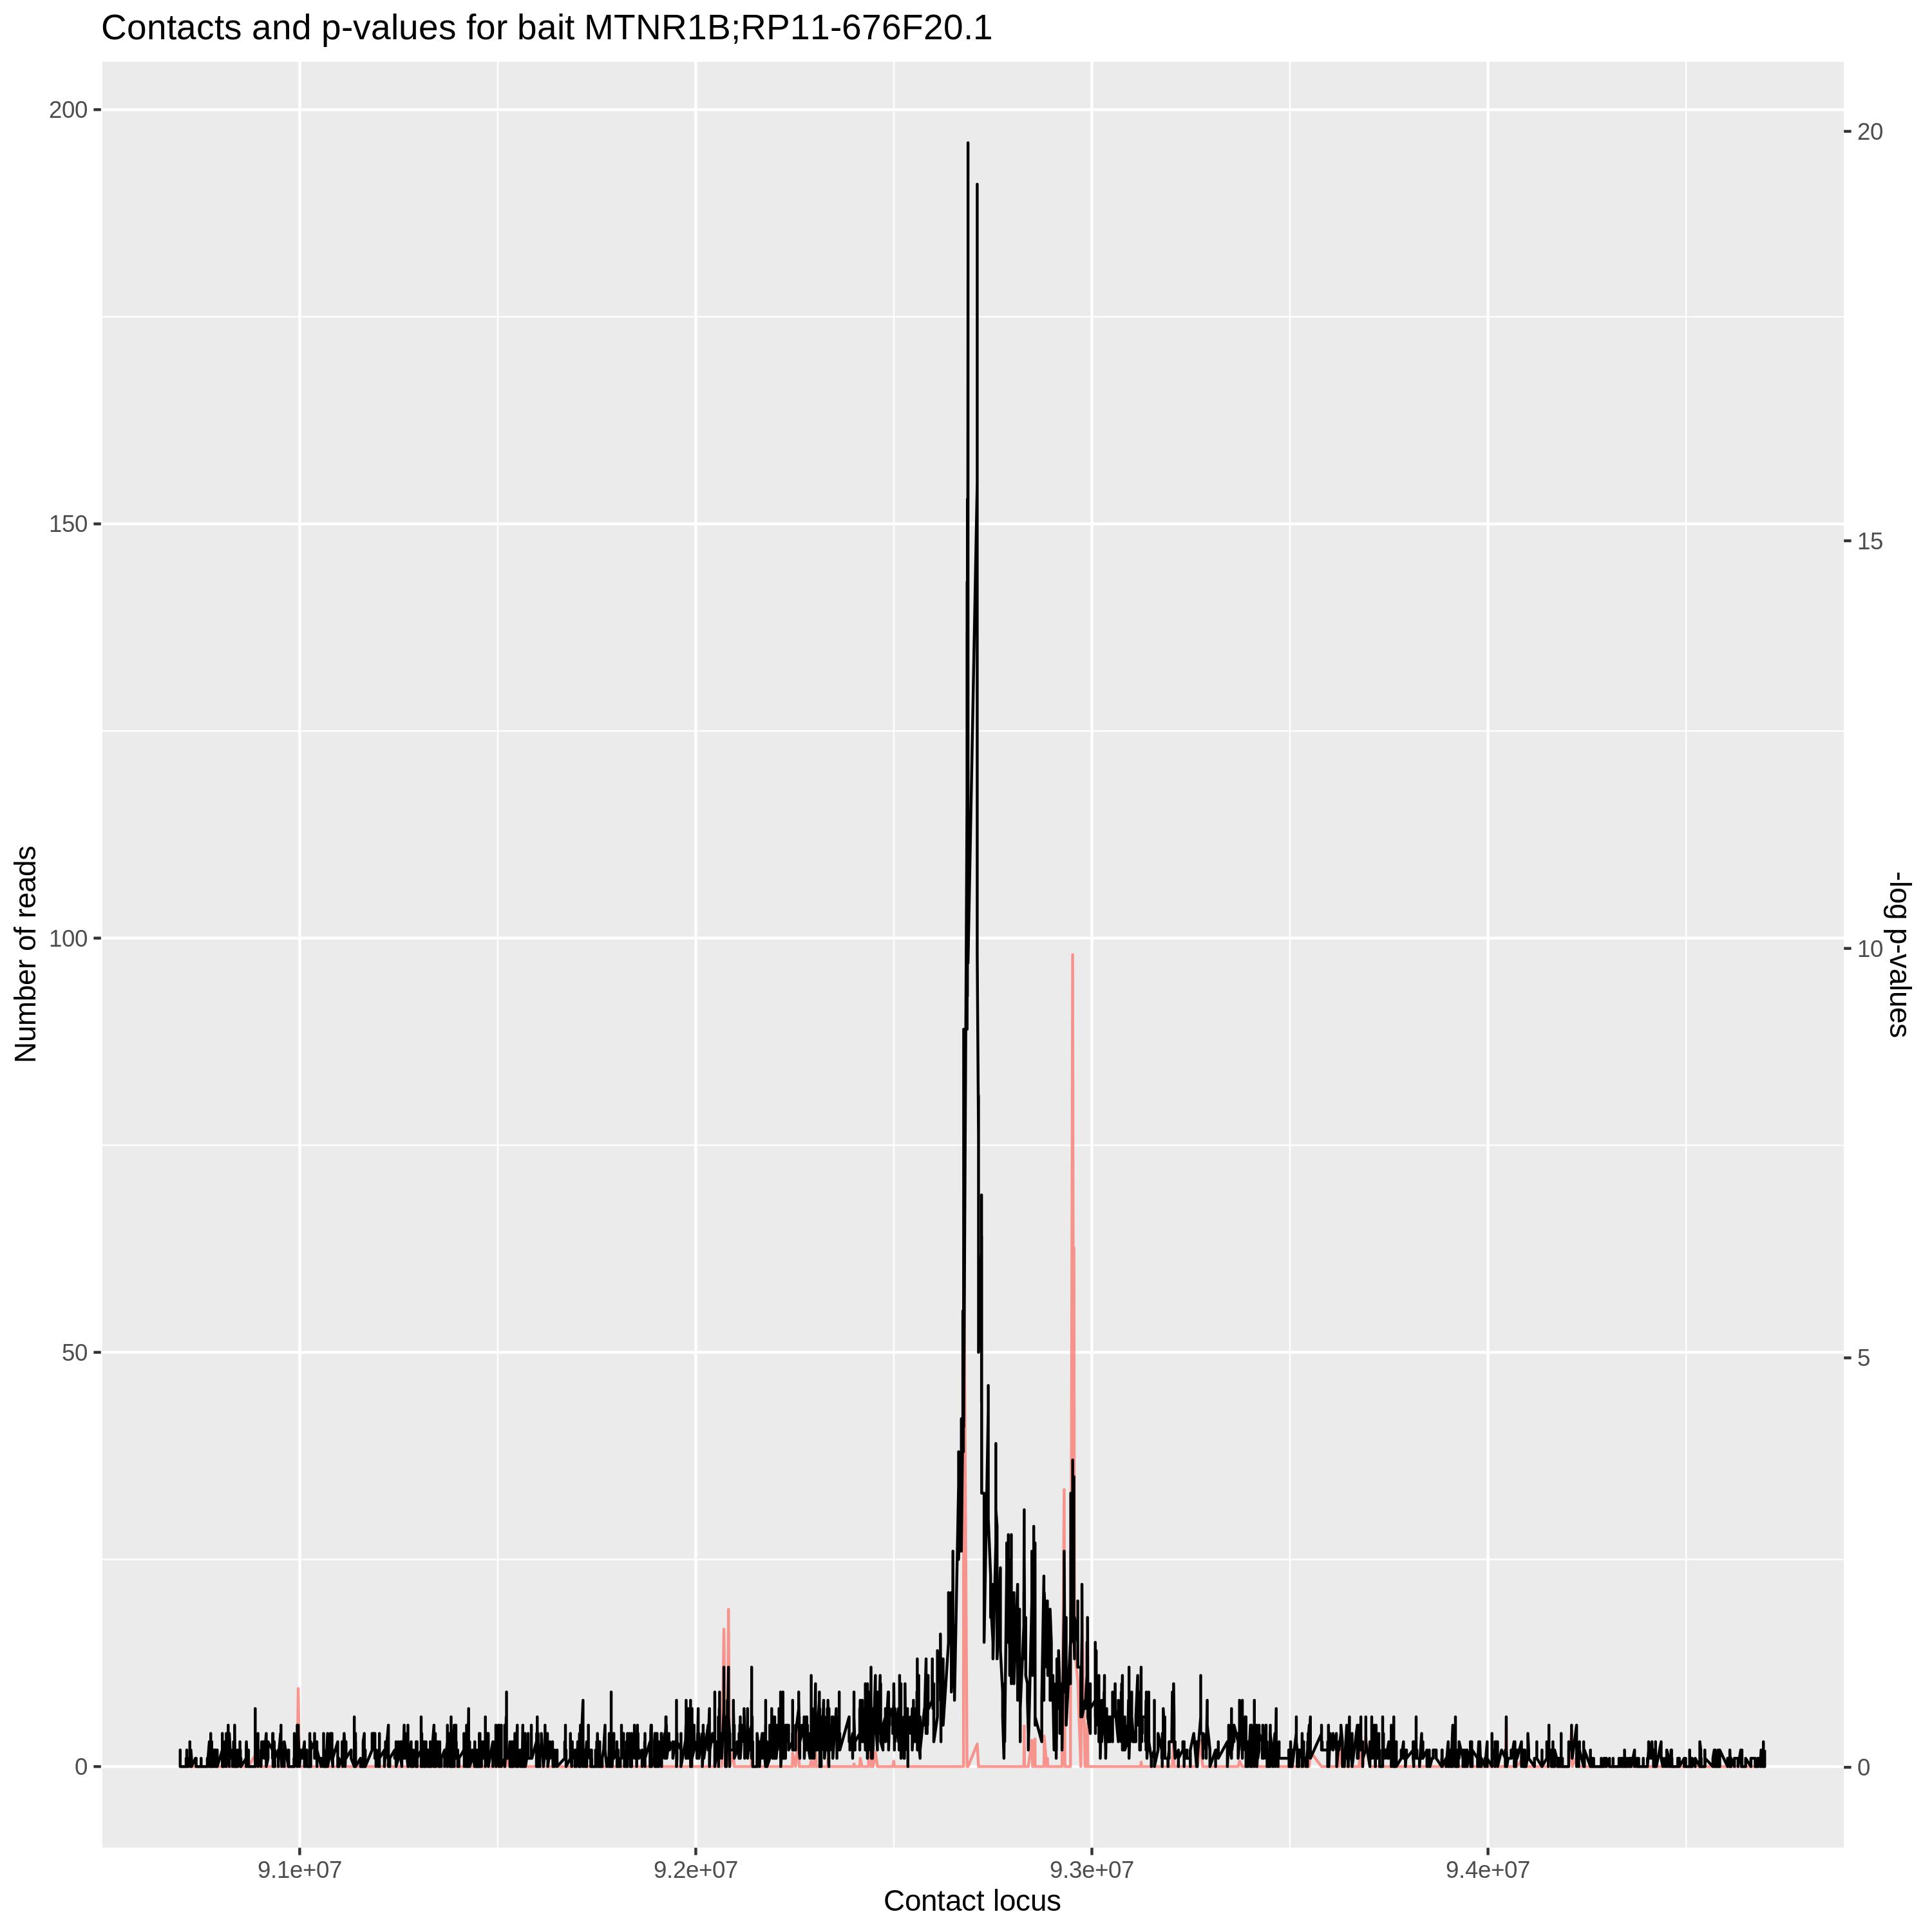 Contacts and p-values for bait MTNR1B;RP11-676F20.1
200
150
100
50
0
Number of reads
20
15
10
5
0
-log p-values
9.1e+07
9.2e+07
9.3e+07
9.4e+07
Contact locus